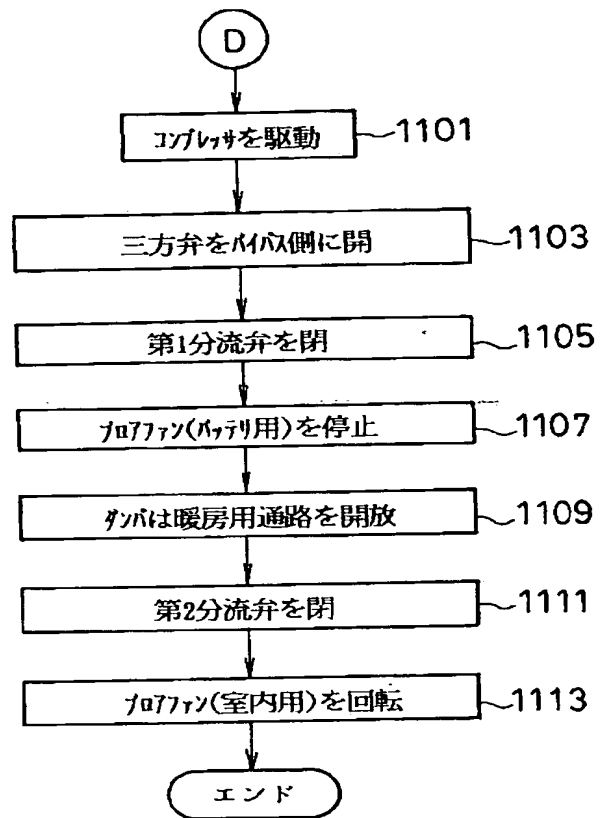 D
コンプレッサを駆動
1101
三方弁をバイパス側に開
1103
第1分流弁を閉
1105
ブロアファン(バッテリ用)を停止
1107
ダンパは暖房用通路を開放
1109
第2分流弁を閉
1111
ブロアファン(室内用)を回転
1113
エンド